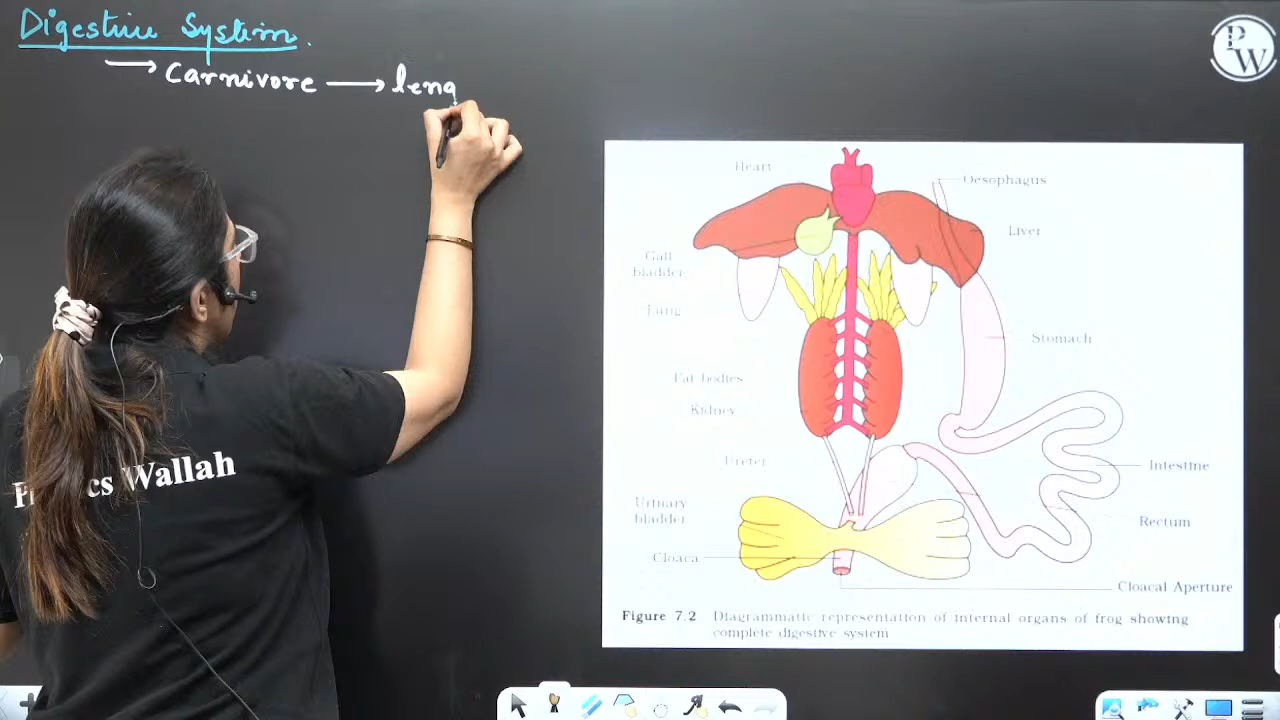 Digestive System.
→ Carnivore → leng
PW
Heart
Oesophagus
Liver
Gall
bladder
Lung
Stomach
Fat bodies
Kidney
Ureter
Intestine
Urinary
bladder
Rectum
Cloaca
Cloacal Aperture
Figure 7.2 Diagrammatic representation of internal organs of frog showing
complete digestive system
Wallah